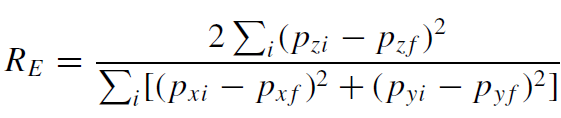 R_E = \frac{2 \sum_i (p_{zi} - p_{zf})^2}{\sum_i [(p_{xi} - p_{xf})^2 + (p_{yi} - p_{yf})^2]}